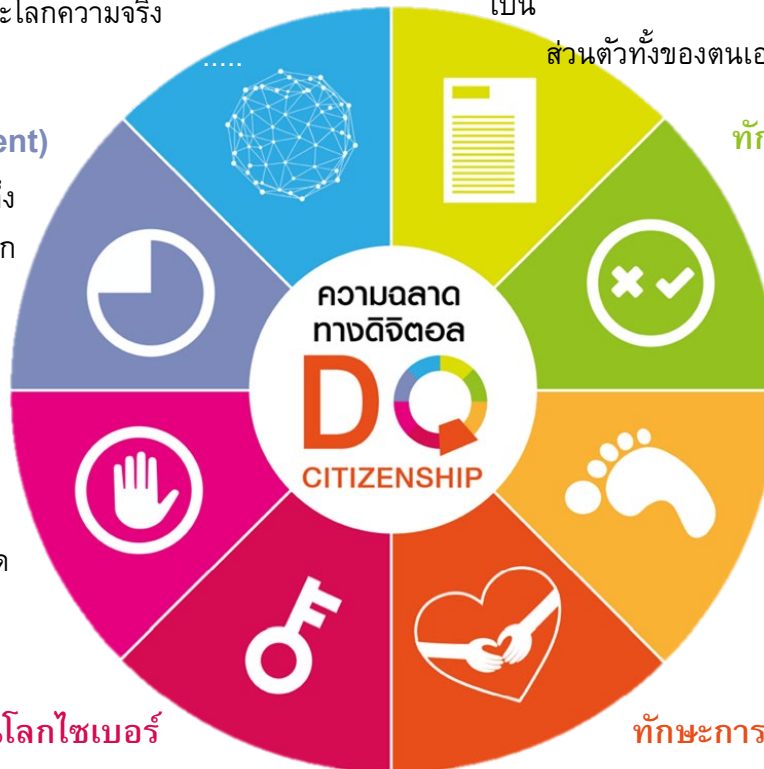 ะโลกความจริง
.....
เป็น
ส่วนตัวทั้งของตนเอ
ent)
ทัก
ก
ความฉลาด
ทางดิจิตอล
DQ
CITIZENSHIP
ด
โลกไซเบอร์
ทักษะการ